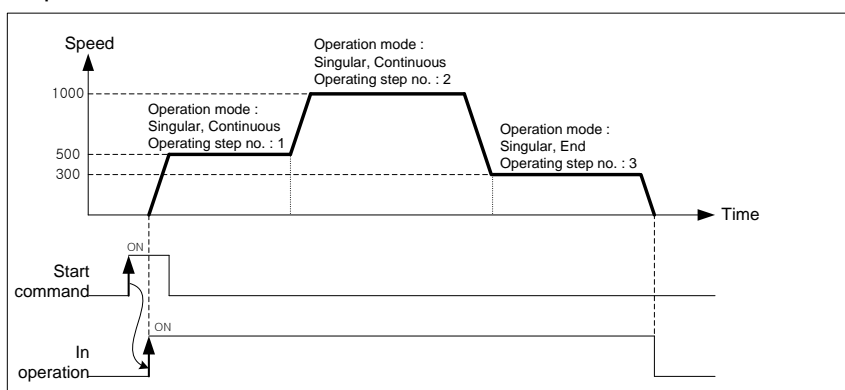 Speed
Operation mode :
Singular, Continuous
Operating step no. : 2
1000
Operation mode :
Singular, Continuous
Operating step no. : 1
Operation mode :
Singular, End
Operating step no. : 3
500
300
Time
ON
Start
command
ON
In
operation